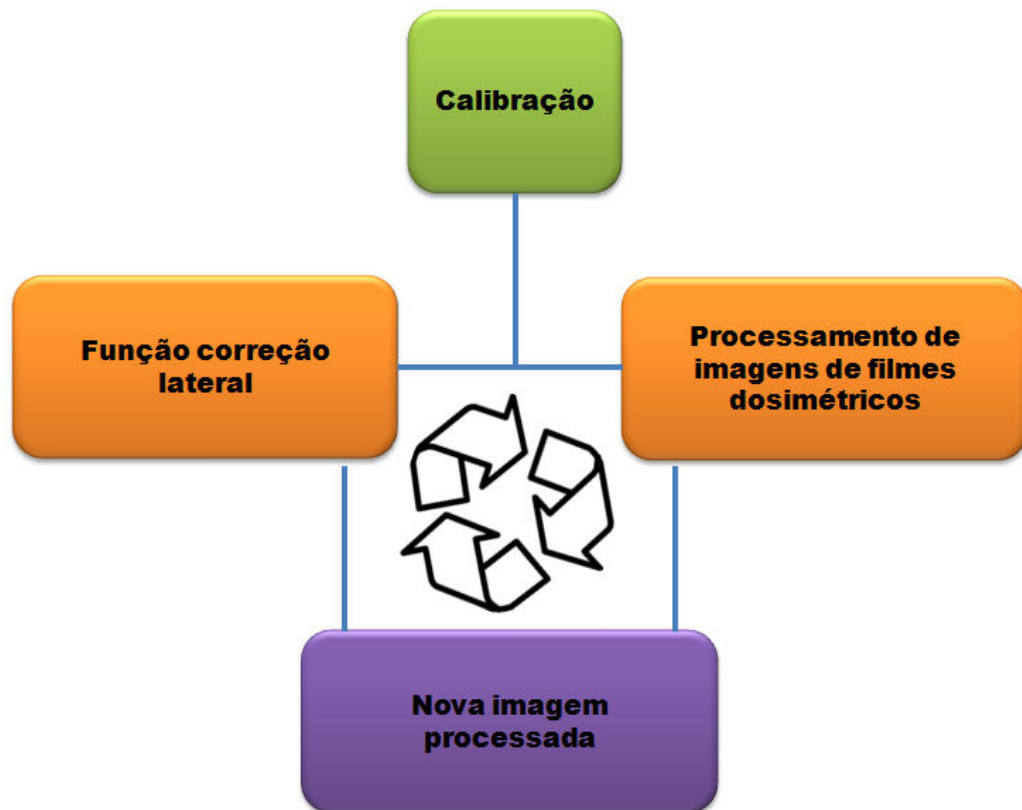 Calibração
Função correção
lateral
Processamento de
imagens de filmes
dosimétricos
Nova imagem
processada